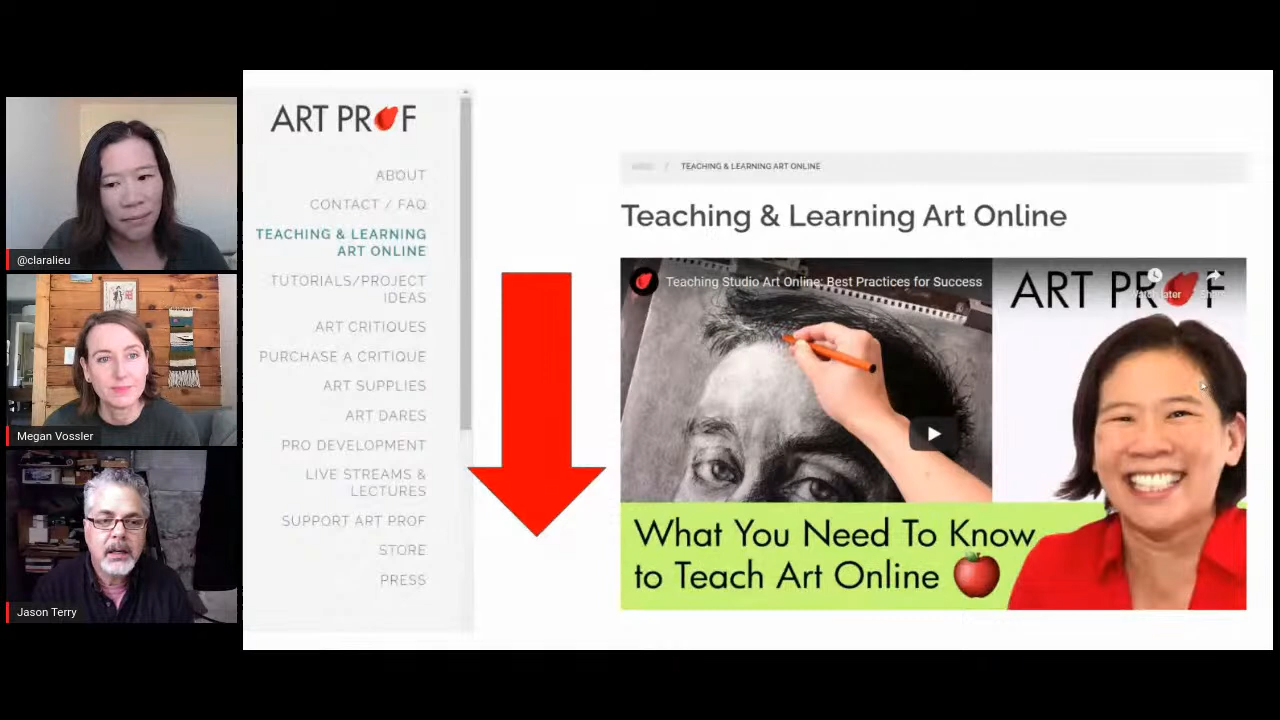 @claralieu
Megan Vossler
Jason Terry
ART PROF
ABOUT
CONTACT / FAQ
TEACHING & LEARNING
ART ONLINE
TUTORIALS/PROJECT
IDEAS
ART CRITIQUES
PURCHASE A CRITIQUE
ART SUPPLIES
ART DARES
PRO DEVELOPMENT
LIVE STREAMS &
LECTURES
SUPPORT ART PROF
STORE
PRESS
/ TEACHING & LEARNING ART ONLINE
Teaching & Learning Art Online
Teaching Studio Art Online: Best Practices for Success
Watch later
Share
ART PROF
What You Need To Know
to Teach Art Online